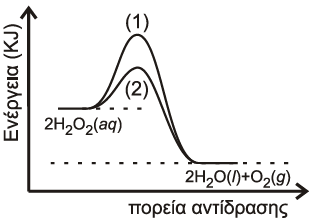 Ενέργεια (KJ)
(1)
(2)
2H₂O₂(aq)
2H₂O(l)+O₂(g)
πορεία αντίδρασης